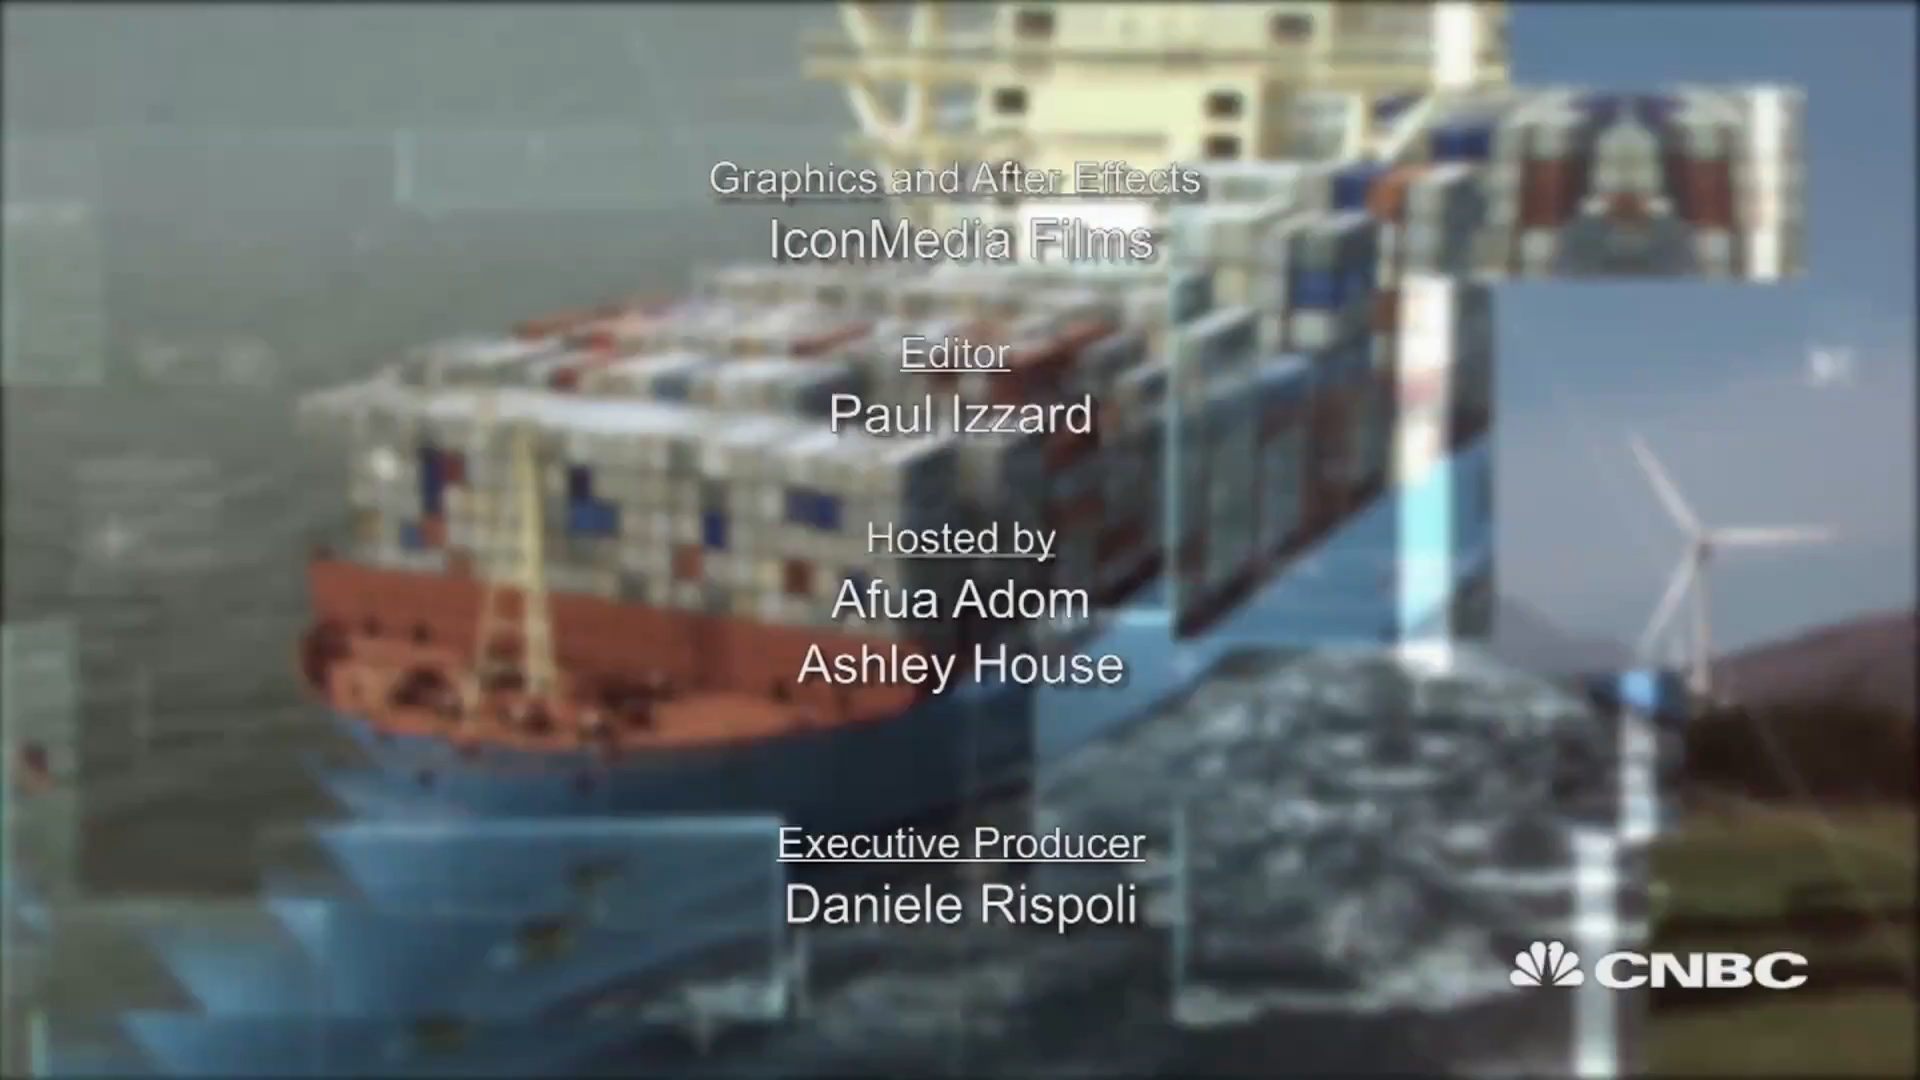 Graphics and After Effects
IconMedia Films
Editor
Paul Izzard
Hosted by
Afua Adom
Ashley House
Executive Producer
Daniele Rispoli
CNBC